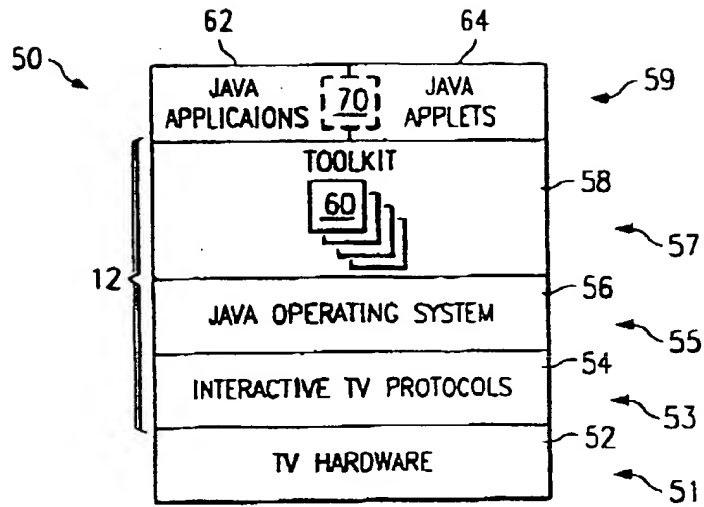 62 64
50
JAVA APPLICAIONS
70
JAVA APPLETS
59
TOOLKIT
60
58
57
12
56
JAVA OPERATING SYSTEM
55
54
INTERACTIVE TV PROTOCOLS
53
52
TV HARDWARE
51